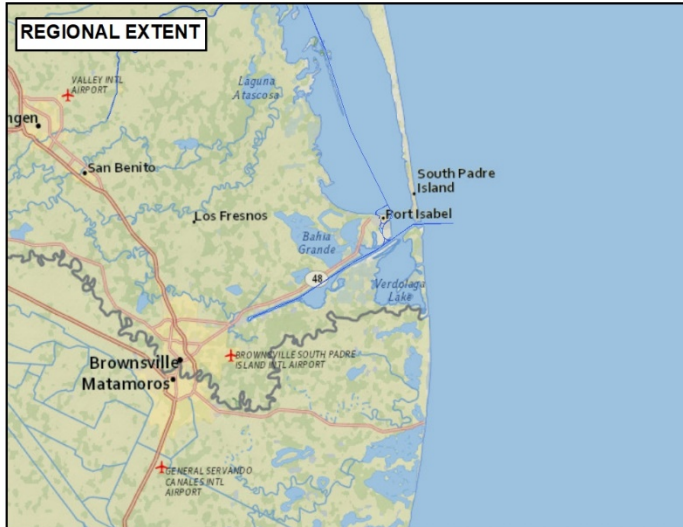 REGIONAL EXTENT
VALLEY INTL
AIRPORT
Laguna
Atascosa
ngen
San Benito
South Padre
Island
Los Fresnos
Port Isabel
Bahia
Grande
48
Verdolaga
Lake
BROWNSVILLE SOUTH PADRE
ISLAND INTL AIRPORT
Brownsville
Matamoros
GENERAL SERVANDO
CANALES INTL
AIRPORT